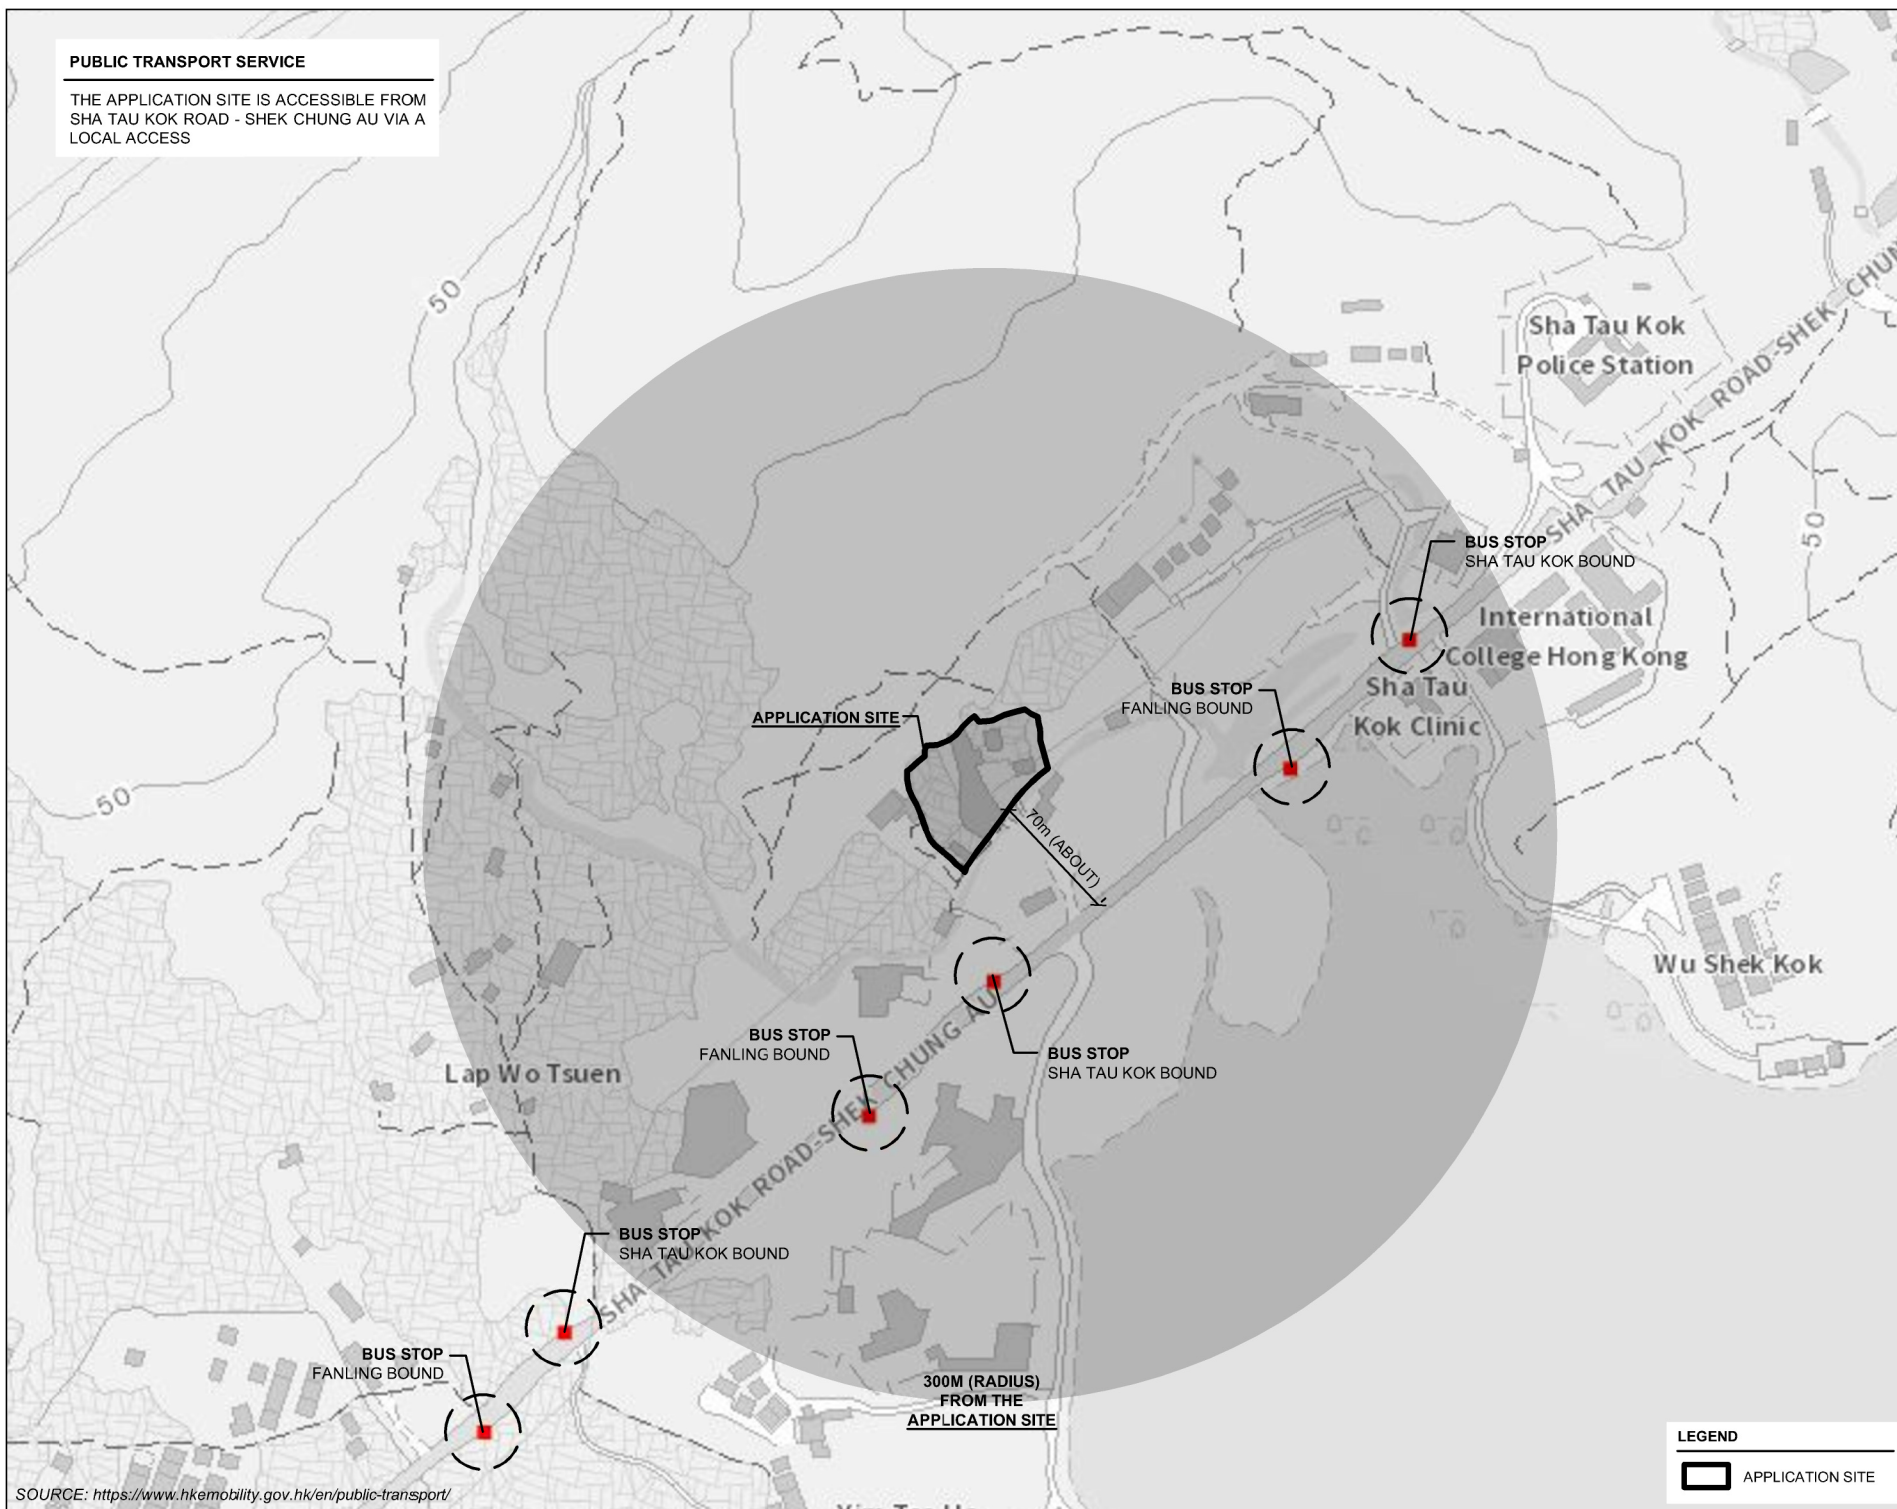 PUBLIC TRANSPORT SERVICE
THE APPLICATION SITE IS ACCESSIBLE FROM
SHA TAU KOK ROAD - SHEK CHUNG AU VIA A
LOCAL ACCESS
50
Sha Tau Kok
Police Station
SHA TAU KOK ROAD-SHEK CHUN
50
BUS STOP
SHA TAU KOK BOUND
International
College Hong Kong
Sha Tau
Kok Clinic
BUS STOP
FANLING BOUND
APPLICATION SITE
50
70m (ABOUT)
Wu Shek Kok
BUS STOP
FANLING BOUND
BUS STOP
SHA TAU KOK BOUND
Lap Wo Tsuen
SHA TAU KOK ROAD-SHEK CHUNG AU
BUS STOP
SHA TAU KOK BOUND
BUS STOP
FANLING BOUND
300M (RADIUS)
FROM THE
APPLICATION SITE
LEGEND
APPLICATION SITE
SOURCE: https://www.hkemobility.gov.hk/en/public-transport/